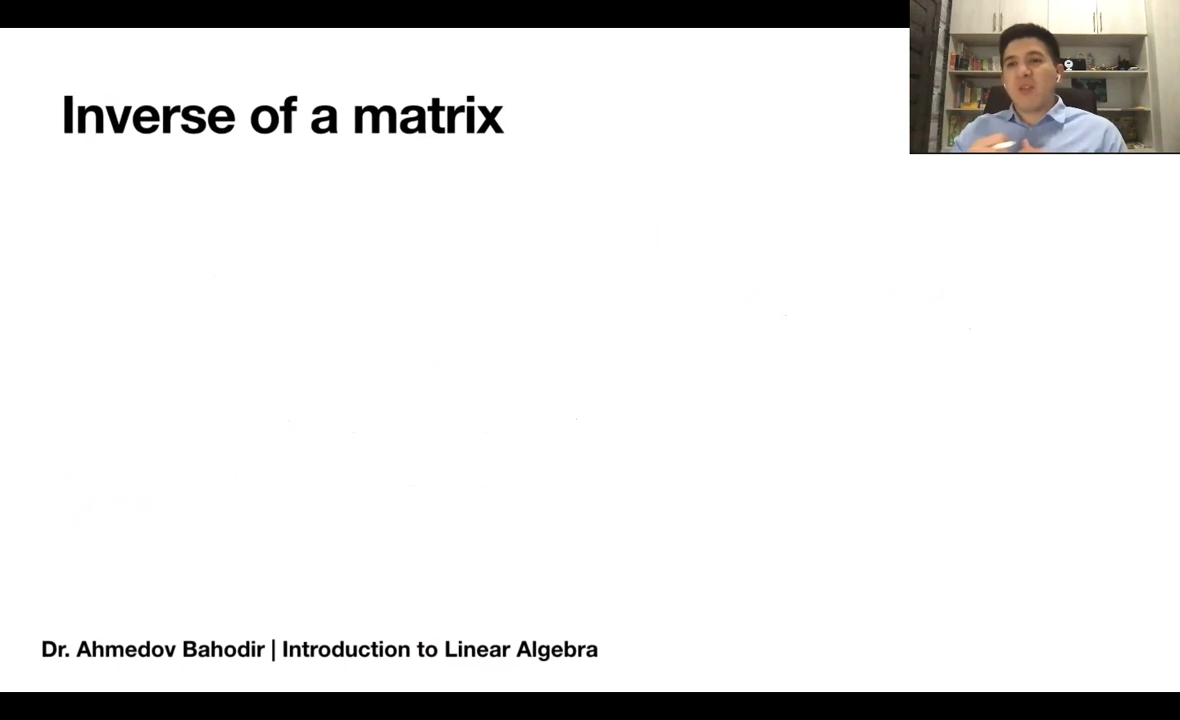 Inverse of a matrix
Dr. Ahmedov Bahodir | Introduction to Linear Algebra